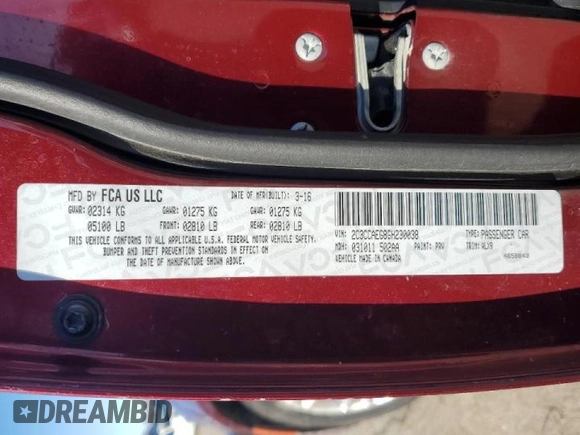 MFD BY FCA US LLC DATE OF MFR(BUILT): 3-16
GVWR: 02314 KG GAWR: 01275 KG GAWR: 01275 KG
05100 LB FRONT: 02810 LB REAR: 02810 LB
THIS VEHICLE CONFORMS TO ALL APPLICABLE U.S.A. FEDERAL MOTOR VEHICLE SAFETY,
BUMPER AND THEFT PREVENTION STANDARDS IN EFFECT ON
THE DATE OF MANUFACTURE SHOWN ABOVE.
VIN: 2C3CCAEG8GH230038 TYPE: PASSENGER CAR
MDH: 031011 502AA PAINT: PRV TRIM: ALX9
VEHICLE MADE IN CANADA
DREAMBID